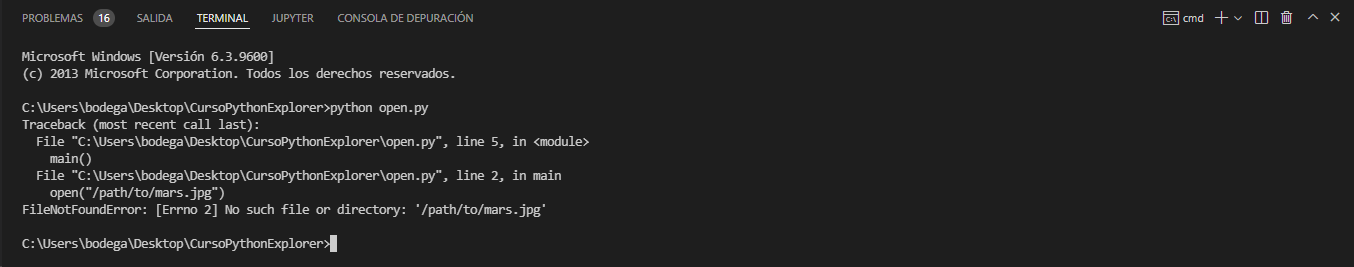 PROBLEMAS 16 SALIDA TERMINAL JUPYTER CONSOLA DE DEPURACIÓN cmd
Microsoft Windows [Versión 6.3.9600]
(c) 2013 Microsoft Corporation. Todos los derechos reservados.
C:\Users\bodega\Desktop\CursoPythonExplorer>python open.py
Traceback (most recent call last):
  File "C:\Users\bodega\Desktop\CursoPythonExplorer\open.py", line 5, in <module>
    main()
  File "C:\Users\bodega\Desktop\CursoPythonExplorer\open.py", line 2, in main
    open("/path/to/mars.jpg")
FileNotFoundError: [Errno 2] No such file or directory: '/path/to/mars.jpg'
C:\Users\bodega\Desktop\CursoPythonExplorer>